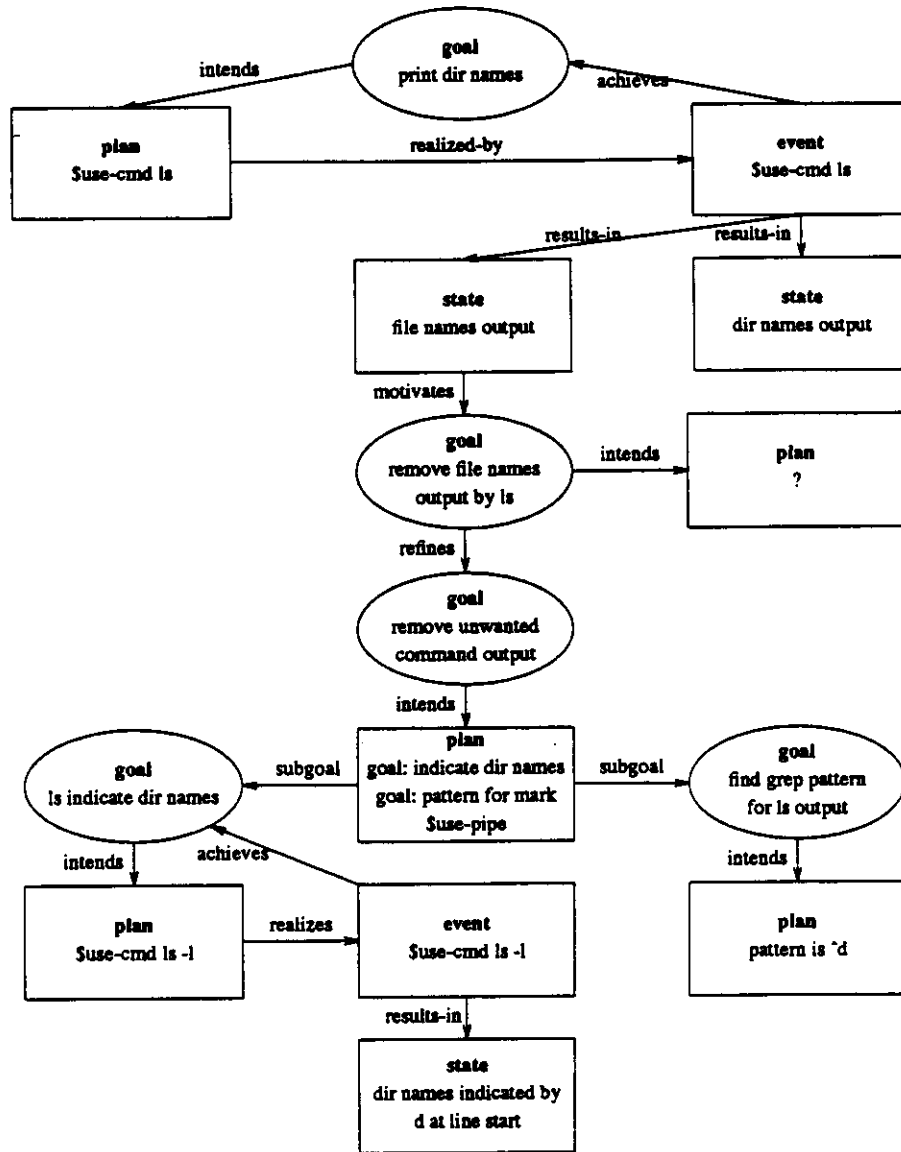 goal
print dir names
intends
achieves
plan
$use-cmd ls
realized-by
event
$use-cmd ls
results-in
results-in
state
file names output
state
dir names output
motivates
goal
remove file names
output by ls
intends
plan
?
refines
goal
remove unwanted
command output
intends
plan
goal: indicate dir names
goal: pattern for mark
$use-pipe
subgoal
subgoal
goal
ls indicate dir names
goal
find grep pattern
for ls output
intends
achieves
intends
plan
$use-cmd ls -l
realizes
event
$use-cmd ls -l
plan
pattern is ^d
results-in
state
dir names indicated by
d at line start